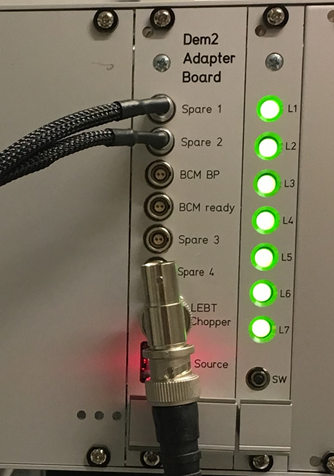 Dem2
Adapter
Board
Spare 1
Spare 2
BCM BP
BCM ready
Spare 3
Spare 4
LEBT
Chopper
Source
L1
L2
L3
L4
L5
L6
L7
SW